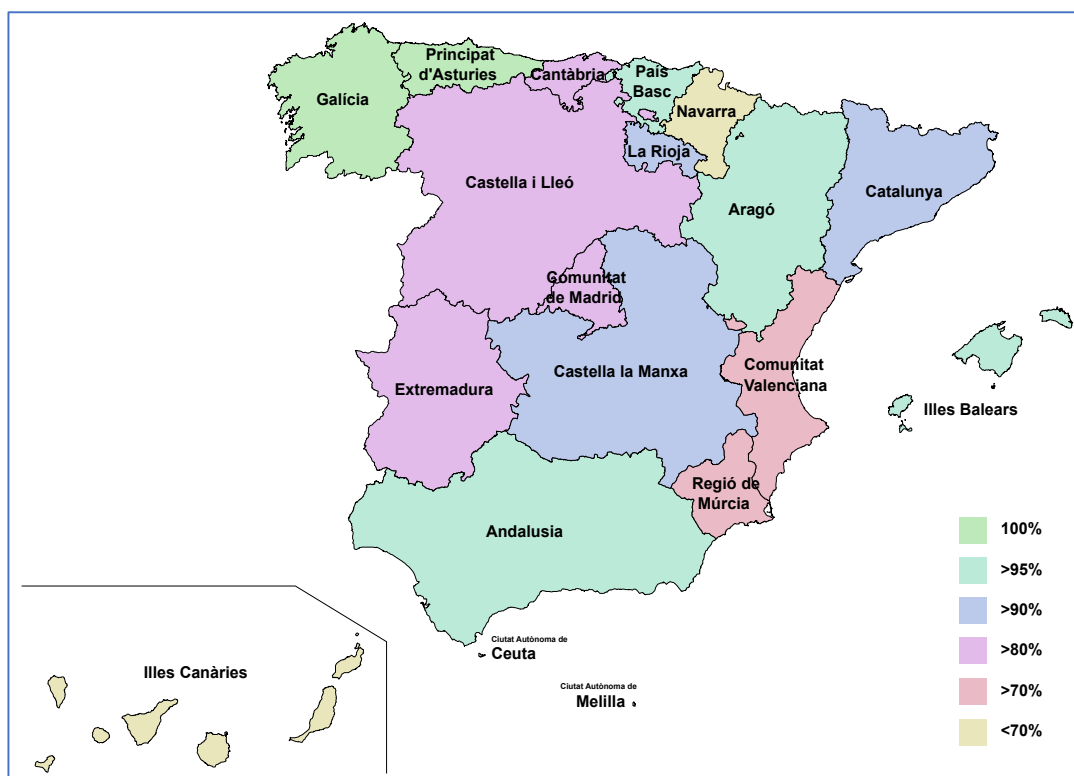 Principat
d'Astúries
Cantàbria
País
Basc
Galícia
Navarra
La Rioja
Castella i Lleó
Catalunya
Aragó
Comunitat
de Madrid
Comunitat
Valenciana
Castella la Manxa
Extremadura
Illes Balears
Regió de
Múrcia
Andalusia
100%
>95%
>90%
>80%
>70%
<70%
Ciutat Autònoma de
Ceuta
Illes Canàries
Ciutat Autònoma de
Melilla